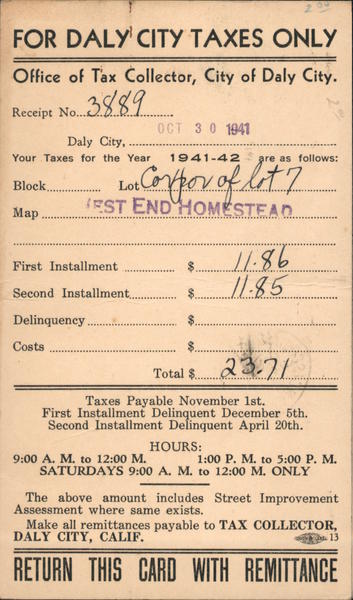 FOR DALY CITY TAXES ONLY
Office of Tax Collector, City of Daly City.
Receipt No. 3889
Daly City, OCT 30 1941
Your Taxes for the Year 1941-42 are as follows:
Block Lot Cor por of lot 7
Map WEST END HOMESTEAD
First Installment $ 11.86
Second Installment $ 11.85
Delinquency $
Costs $
Total $ 23.71
Taxes Payable November 1st.
First Installment Delinquent December 5th.
Second Installment Delinquent April 20th.
HOURS:
9:00 A. M. to 12:00 M. 1:00 P. M. to 5:00 P. M.
SATURDAYS 9:00 A. M. to 12:00 M. ONLY
The above amount includes Street Improvement
Assessment where same exists.
Make all remittances payable to TAX COLLECTOR,
DALY CITY, CALIF. 13
RETURN THIS CARD WITH REMITTANCE